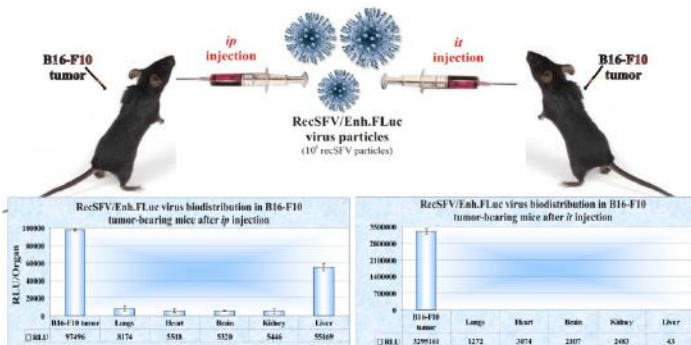 ip
injection
it
injection
B16-F10
tumor
B16-F10
tumor
RecSFV/Enh.FLuc
virus particles
RecSFV/Enh.FLuc virus biodistribution in B16-F10
tumor-bearing mice after ip injection
RLU/Organ
100000
80000
60000
40000
20000
0
B16-F10 tumor Lungs Heart Brain Kidney Liver
RLU 97496 8174 5518 5320 5446 55169
RecSFV/Enh.FLuc virus biodistribution in B16-F10
tumor-bearing mice after it injection
3500000
2800000
2100000
1400000
700000
0
B16-F10
tumor Lungs Heart Brain Kidney Liver
RLU 3295161 1272 3074 2107 2483 43